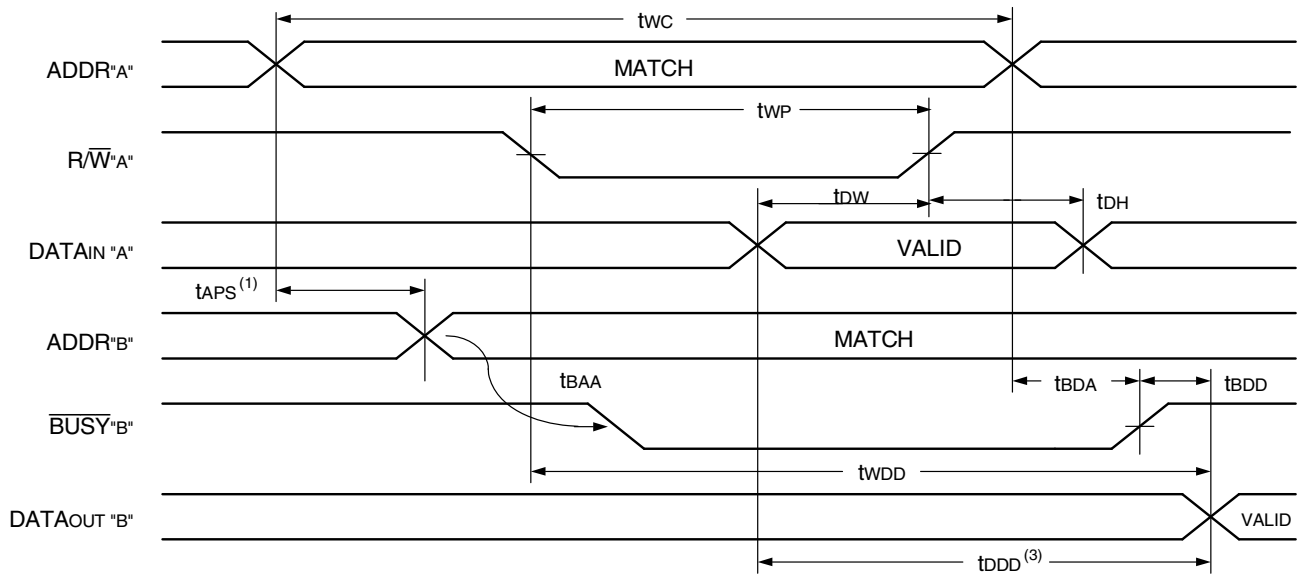 tWC
ADDR"A"
MATCH
tWP
R/W̅"A"
tDW
tDH
DATAIN "A"
VALID
tAPS(1)
ADDR"B"
MATCH
tBAA
tBDA
tBDD
B̅U̅S̅Y̅"B"
tWDD
DATAOUT "B"
VALID
tDDD(3)